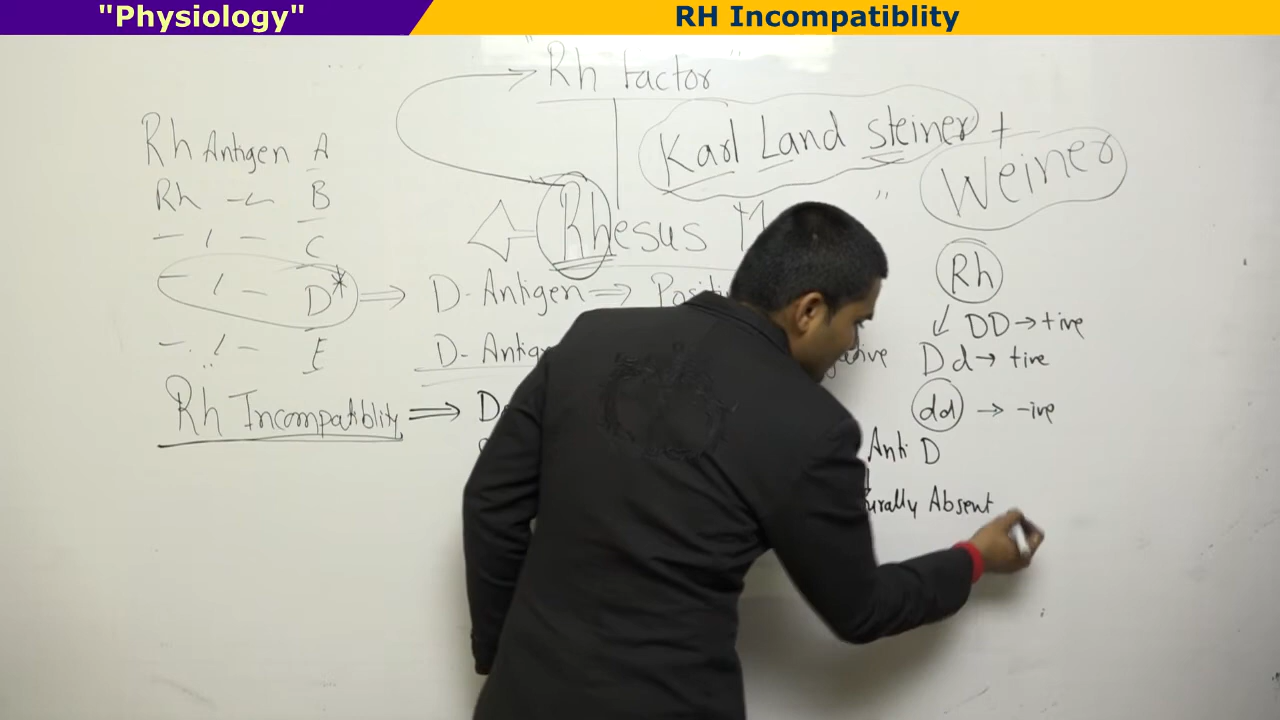 "Physiology"
RH Incompatiblity
"Rh factor"
Karl Land steiner +
Weiner
Rh Antigen A
Rh B
C
D*
E
Rhesus M
D-Antigen ⇒ Positi
D-Antig
ative
Rh
DD → +ive
Dd → +ive
dd → -ive
Rh Incompatiblity ⇒ D
Anti D
urally Absent